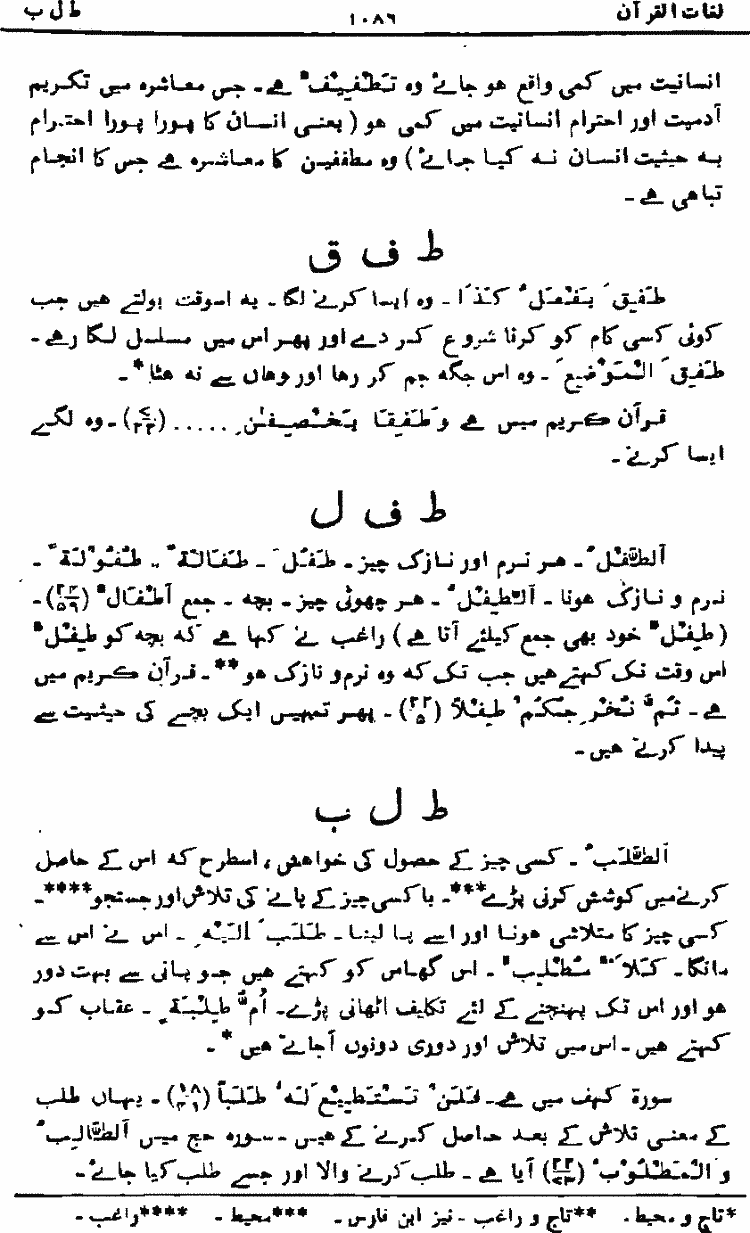 لغات القرآن ۱۰۸۶ ط ل ب
انسانیت میں کمی واقع ہو جائے وہ تَطْفِیْفٌ ہے۔ جس معاشرہ میں تکریم
آدمیت اور احترام انسانیت میں کمی ہو (یعنی انسان کا پورا پورا احترام
بہ حیثیت انسان نہ کیا جائے) وہ مطففین کا معاشرہ ہے جس کا انجام
تباہی ہے۔
ط ف ق
طَفِقَ یَفْعَلُ کَذَا۔ وہ ایسا کرنے لگا۔ یہ اسوقت بولتے ہیں جب
کوئی کسی کام کو کرنا شروع کر دے اور پھر اس میں مسلسل لگا رہے۔
طَفِقَ الْمَوْضِعَ۔ وہ اس جگہ جم کر رہا اور وہاں سے نہ ہٹا*۔
قرآن کریم میں ہے وَطَفِقَا یَخْصِفٰنِ ..... (۷/۲۲)۔ وہ لگے
ایسا کرنے۔
ط ف ل
اَلطَّفْلُ۔ ہر نرم اور نازک چیز۔ طَفُلَ۔ طَفَالَۃً۔ طُفُوْلَۃً۔
نرم و نازک ہونا۔ اَلطِّفْلُ۔ ہر چھوٹی چیز۔ بچہ۔ جمع اَطْفَالٌ (۲۴/۵۹)۔
(طِفْلٌ خود بھی جمع کیلئے آتا ہے) راغب نے کہا ہے کہ بچہ کو طِفْلٌ
اس وقت تک کہتے ہیں جب تک کہ وہ نرم و نازک ہو**۔ قرآن کریم میں
ہے۔ ثُمَّ نُخْرِجُکُمْ طِفْلاً (۲۲/۵)۔ پھر تمہیں ایک بچے کی حیثیت سے
پیدا کرتے ہیں۔
ط ل ب
اَلطَّلَبُ۔ کسی چیز کے حصول کی خواہش، اسطرح کہ اس کے حاصل
کرنے میں کوشش کرنی پڑے***۔ یا کسی چیز کے پانے کی تلاش اور جستجو****۔
کسی چیز کا متلاشی ہونا اور اسے پا لینا۔ طَلَبَ اِلَیْہِ۔ اس نے اس سے
مانگا۔ کَلَأٌ مُطْلِبٌ۔ اس گھاس کو کہتے ہیں جو پانی سے بہت دور
ہو اور اس تک پہنچنے کے لئے تکلیف اٹھانی پڑے۔ اُمُّ طِلْبَۃٍ۔ عقاب کو
کہتے ہیں۔ اس میں تلاش اور دوری دونوں آجاتے ہیں*۔
سورۃ کہف میں ہے۔ فَلَنْ تَسْتَطِیْعَ لَہٗ طَلَباً (۱۸/۴۱)۔ یہاں طلب
کے معنی تلاش کے بعد حاصل کرنے کے ہیں۔ سورہ حج میں اَلطَّالِبُ
وَالْمَطْلُوْبُ (۲۲/۷۳) آیا ہے۔ طلب کرنے والا اور جسے طلب کیا جائے۔
*تاج و محیط۔ **تاج و راغب۔ نیز ابن فارس۔ ***محیط۔ ****راغب۔